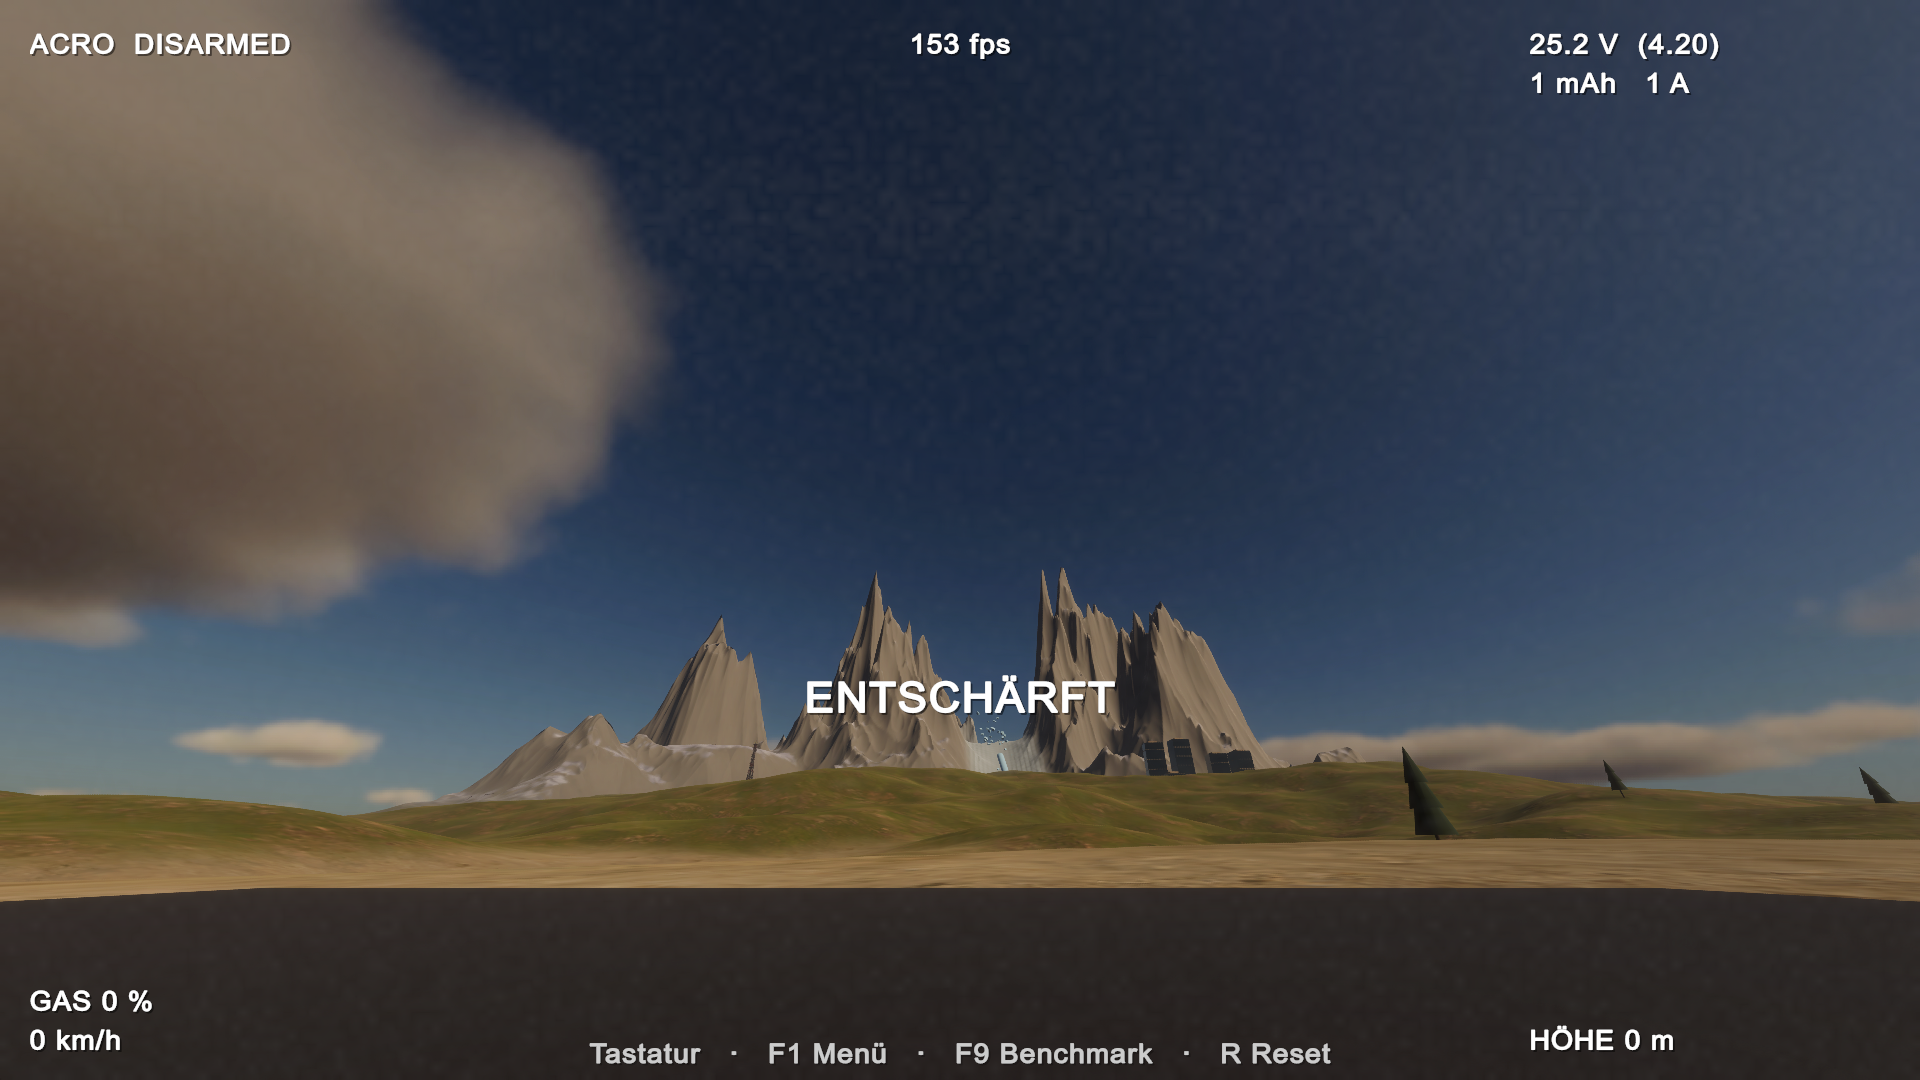 ACRO DISARMED
153 fps
25.2 V (4.20)
1 mAh 1 A
ENTSCHÄRFT
GAS 0 %
0 km/h
Tastatur · F1 Menü · F9 Benchmark · R Reset
HÖHE 0 m